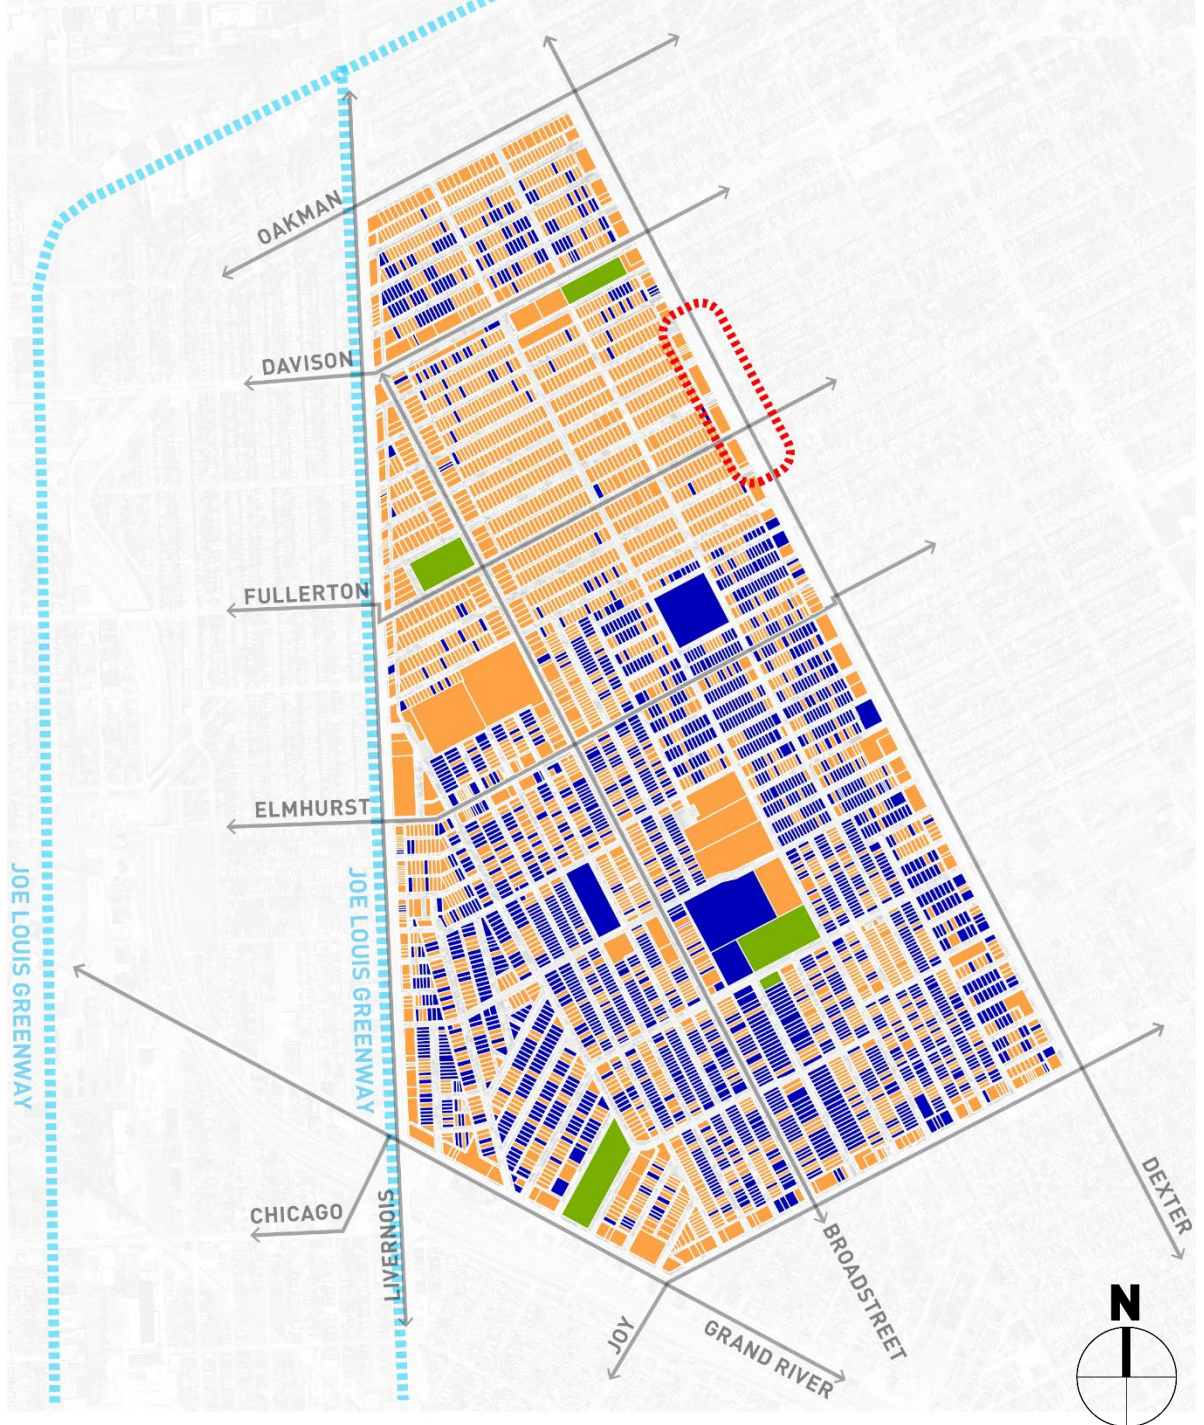 OAKMAN
DAVISON
FULLERTON
ELMHURST
JOE LOUIS GREENWAY
JOE LOUIS GREENWAY
CHICAGO
LIVERNOIS
JOY
GRAND RIVER
BROADSTREET
DEXTER
N